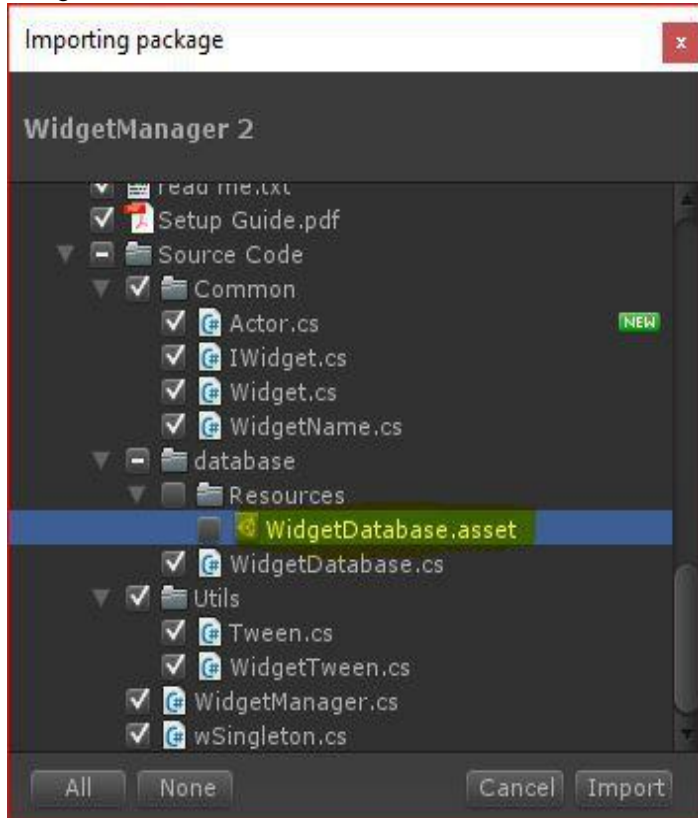 Importing package
x
WidgetManager 2
read me.txt
Setup Guide.pdf
Source Code
Common
Actor.cs
NEW
IWidget.cs
Widget.cs
WidgetName.cs
database
Resources
WidgetDatabase.asset
WidgetDatabase.cs
Utils
Tween.cs
WidgetTween.cs
WidgetManager.cs
wSingleton.cs
All
None
Cancel
Import